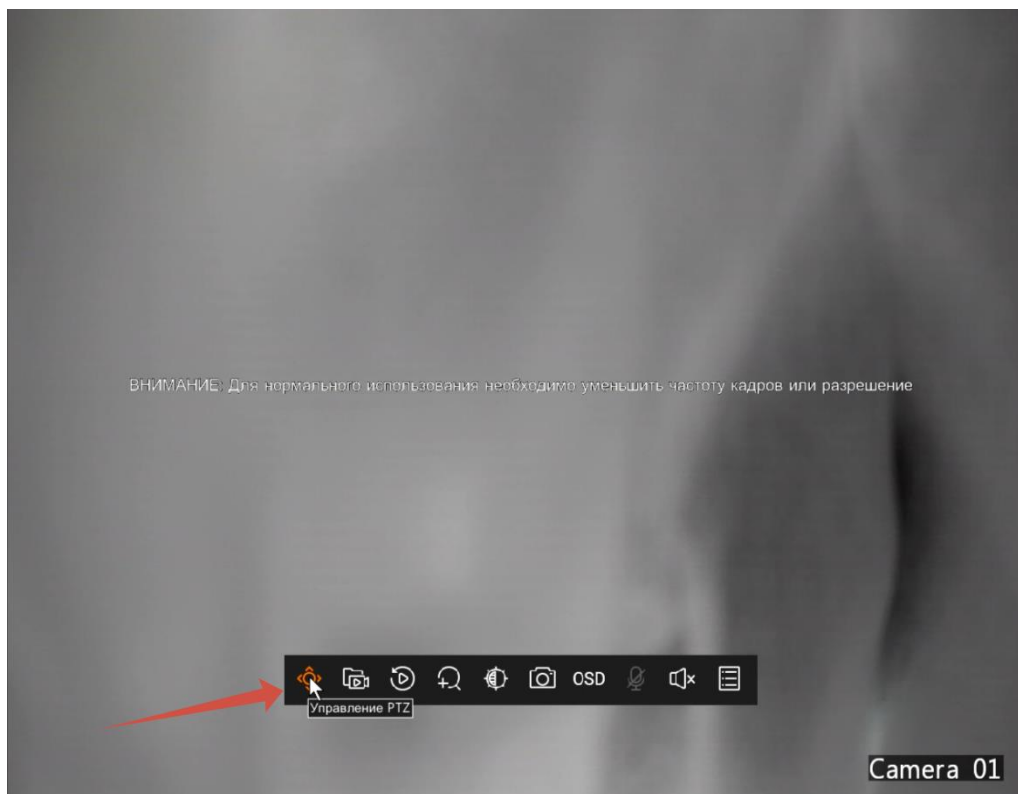 ВНИМАНИЕ: Для нормального использования необходимо уменьшить частоту кадров или разрешение
OSD
Управление PTZ
Camera 01